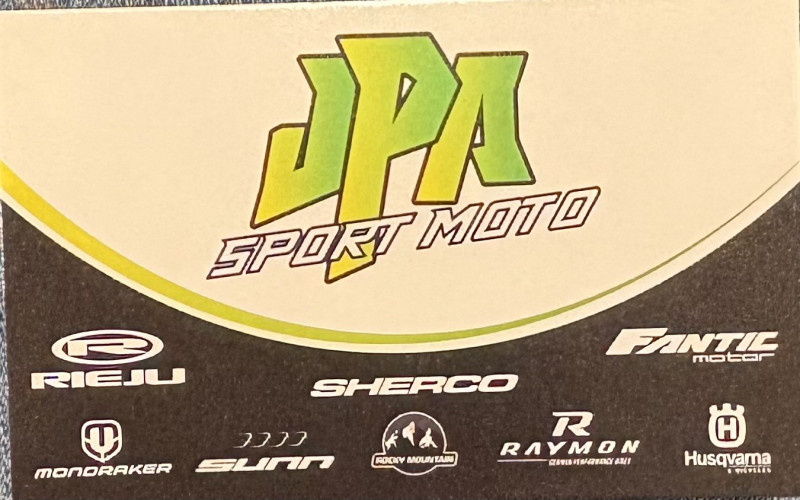 JPA
SPORT MOTO
R
RIEJU
FANTIC
motor
SHERCO
MONDRAKER
sunn
ROCKY MOUNTAIN
R
RAYMON
Husqvarna